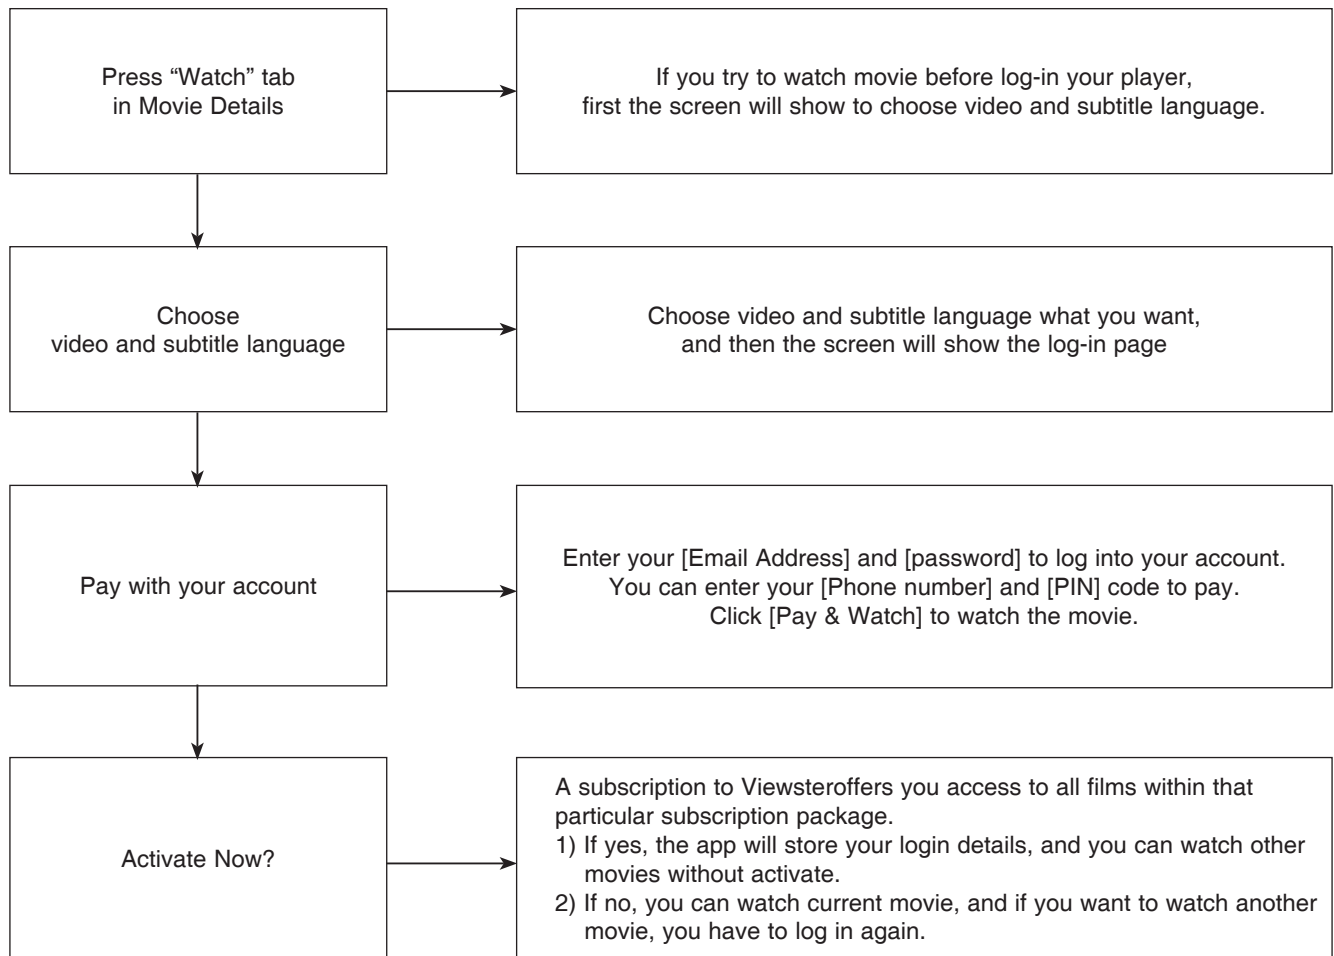 Press “Watch” tab
in Movie Details
If you try to watch movie before log-in your player,
first the screen will show to choose video and subtitle language.
Choose
video and subtitle language
Choose video and subtitle language what you want,
and then the screen will show the log-in page
Pay with your account
Enter your [Email Address] and [password] to log into your account.
You can enter your [Phone number] and [PIN] code to pay.
Click [Pay & Watch] to watch the movie.
Activate Now?
A subscription to Viewsteroffers you access to all films within that
particular subscription package.
1) If yes, the app will store your login details, and you can watch other
movies without activate.
2) If no, you can watch current movie, and if you want to watch another
movie, you have to log in again.